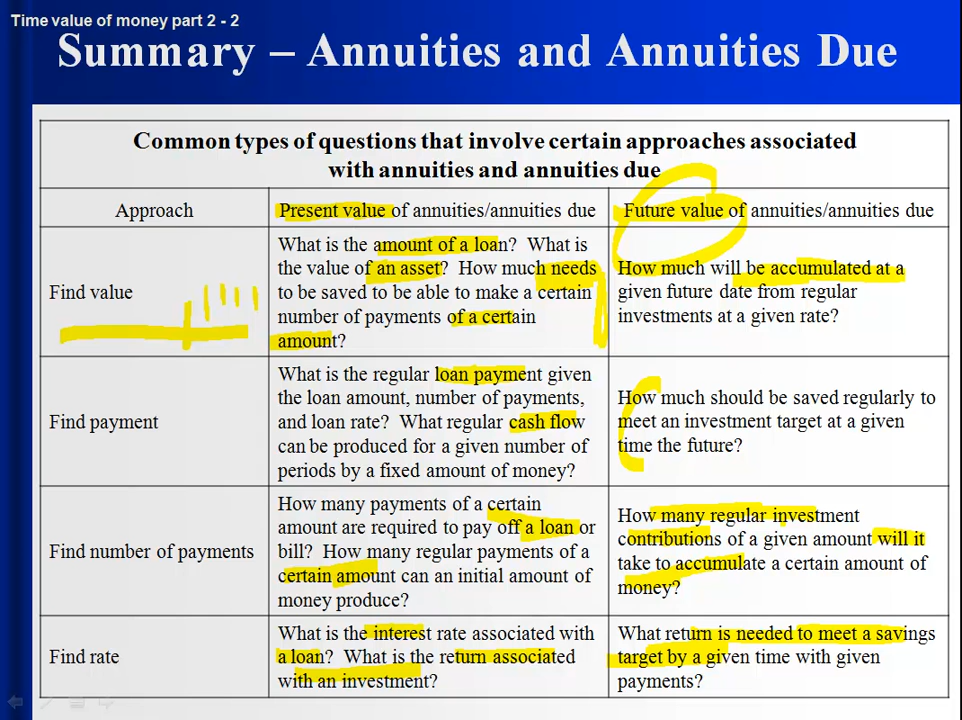 Time value of money part 2 - 2
Summary – Annuities and Annuities Due
Common types of questions that involve certain approaches associated
with annuities and annuities due
Approach
Present value of annuities/annuities due
Future value of annuities/annuities due
Find value
What is the amount of a loan? What is
the value of an asset? How much needs
to be saved to be able to make a certain
number of payments of a certain
amount?
How much will be accumulated at a
given future date from regular
investments at a given rate?
Find payment
What is the regular loan payment given
the loan amount, number of payments,
and loan rate? What regular cash flow
can be produced for a given number of
periods by a fixed amount of money?
How much should be saved regularly to
meet an investment target at a given
time the future?
Find number of payments
How many payments of a certain
amount are required to pay off a loan or
bill? How many regular payments of a
certain amount can an initial amount of
money produce?
How many regular investment
contributions of a given amount will it
take to accumulate a certain amount of
money?
Find rate
What is the interest rate associated with
a loan? What is the return associated
with an investment?
What return is needed to meet a savings
target by a given time with given
payments?